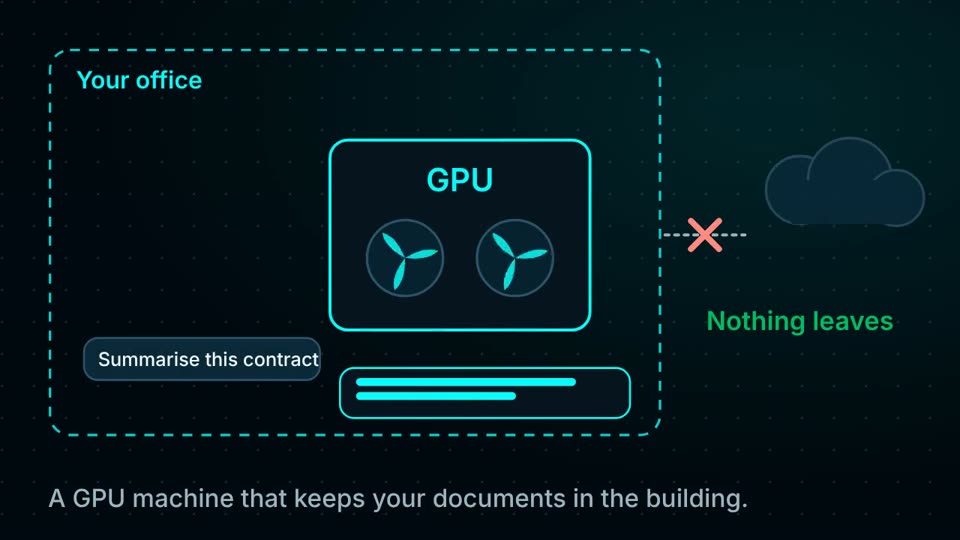 Your office
GPU
Nothing leaves
Summarise this contract
A GPU machine that keeps your documents in the building.